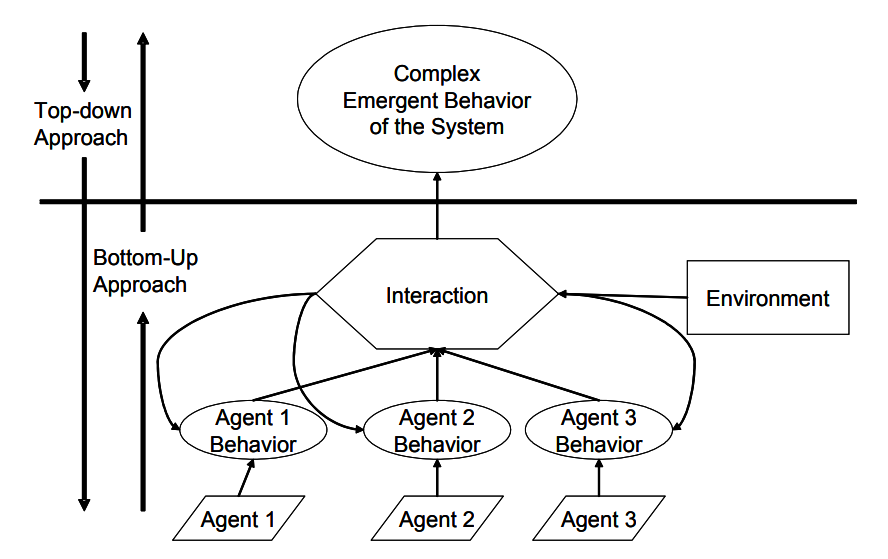 Complex
Emergent Behavior
of the System
Top-down
Approach
Bottom-Up
Approach
Interaction
Environment
Agent 1
Behavior
Agent 2
Behavior
Agent 3
Behavior
Agent 1
Agent 2
Agent 3